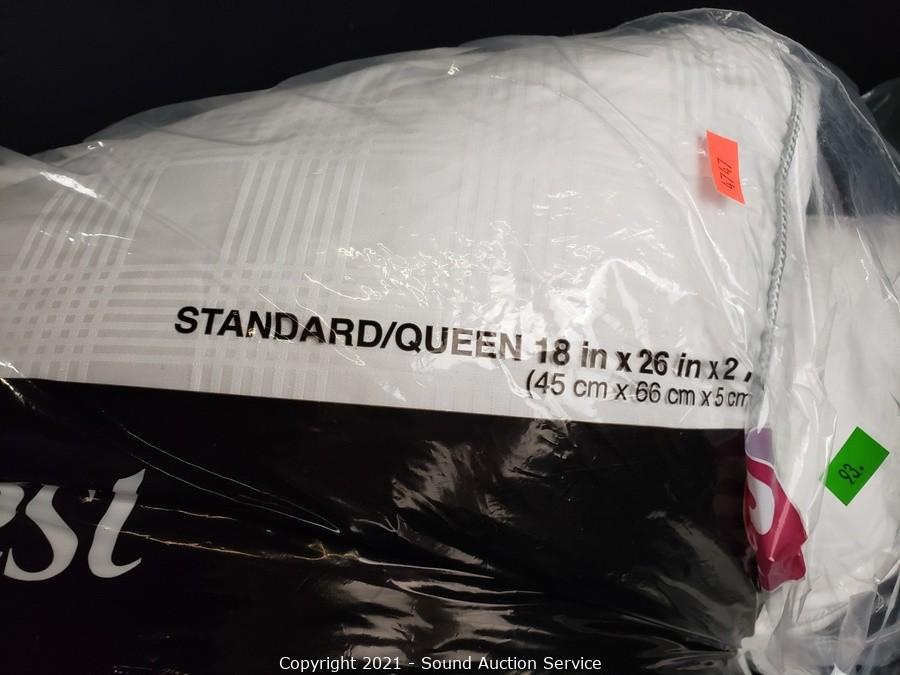 4747
STANDARD/QUEEN 18 in x 26 in x 2
(45 cm x 66 cm x 5 cm
93.
est
Copyright 2021 - Sound Auction Service